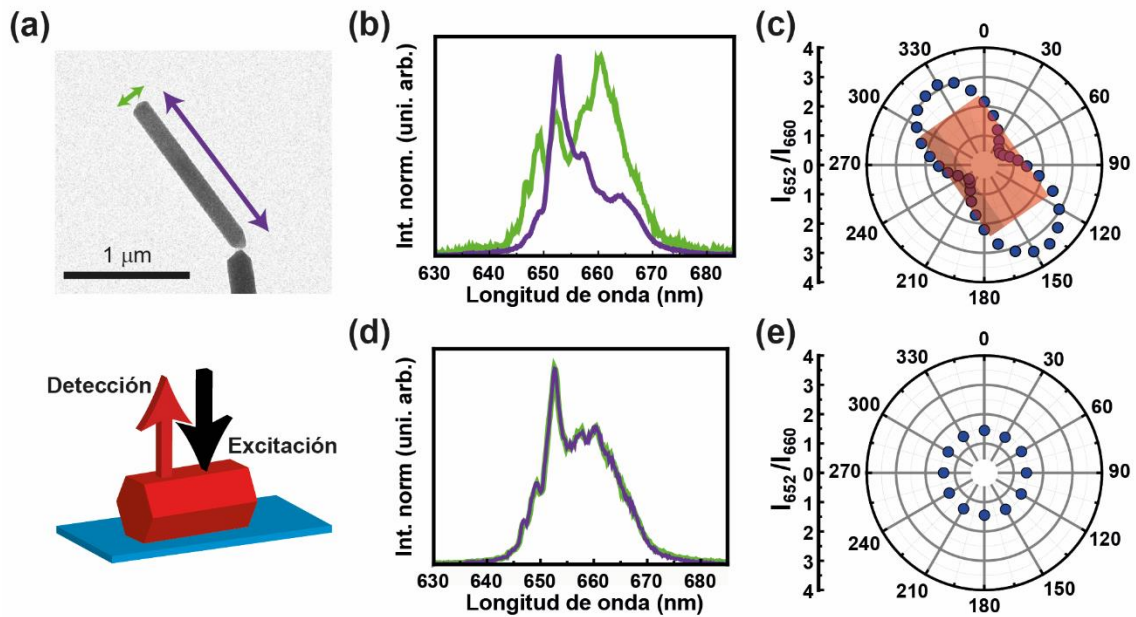 (a)
1 μm
Detección
Excitación
(b)
Int. norm. (uni. arb.)
630 640 650 660 670 680
Longitud de onda (nm)
(c)
I652/I660
4
3
2
1
0
1
2
3
4
0
30
60
90
120
150
180
210
240
270
300
330
(d)
Int. norm (uni. arb.)
630 640 650 660 670 680
Longitud de onda (nm)
(e)
I652/I660
4
3
2
1
0
1
2
3
4
0
30
60
90
120
150
180
210
240
270
300
330